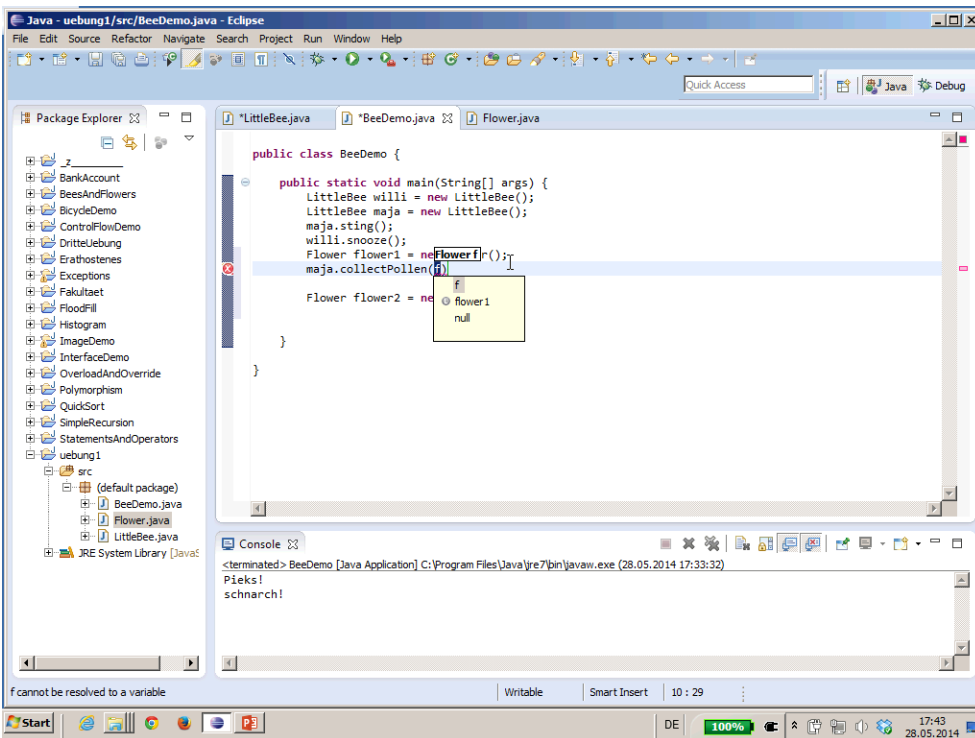 Java - uebung1/src/BeeDemo.java - Eclipse
File Edit Source Refactor Navigate Search Project Run Window Help
Quick Access
Java
Debug
Package Explorer
*LittleBee.java
*BeeDemo.java
Flower.java
_z_________
BankAccount
BeesAndFlowers
BicycleDemo
ControlFlowDemo
DritteUebung
Erathostenes
Exceptions
Fakultaet
FloodFill
Histogram
ImageDemo
InterfaceDemo
OverloadAndOverride
Polymorphism
QuickSort
SimpleRecursion
StatementsAndOperators
uebung1
src
(default package)
BeeDemo.java
Flower.java
LittleBee.java
JRE System Library [JavaS
public class BeeDemo {
public static void main(String[] args) {
LittleBee willi = new LittleBee();
LittleBee maja = new LittleBee();
maja.sting();
willi.snooze();
Flower flower1 = ne Flower f r();
maja.collectPollen(f)
f
flower1
null
Flower flower2 = ne
}
}
Console
<terminated> BeeDemo [Java Application] C:\Program Files\Java\jre7\bin\javaw.exe (28.05.2014 17:33:32)
Pieks!
schnarch!
f cannot be resolved to a variable
Writable
Smart Insert
10 : 29
Start
DE
100%
17:43
28.05.2014